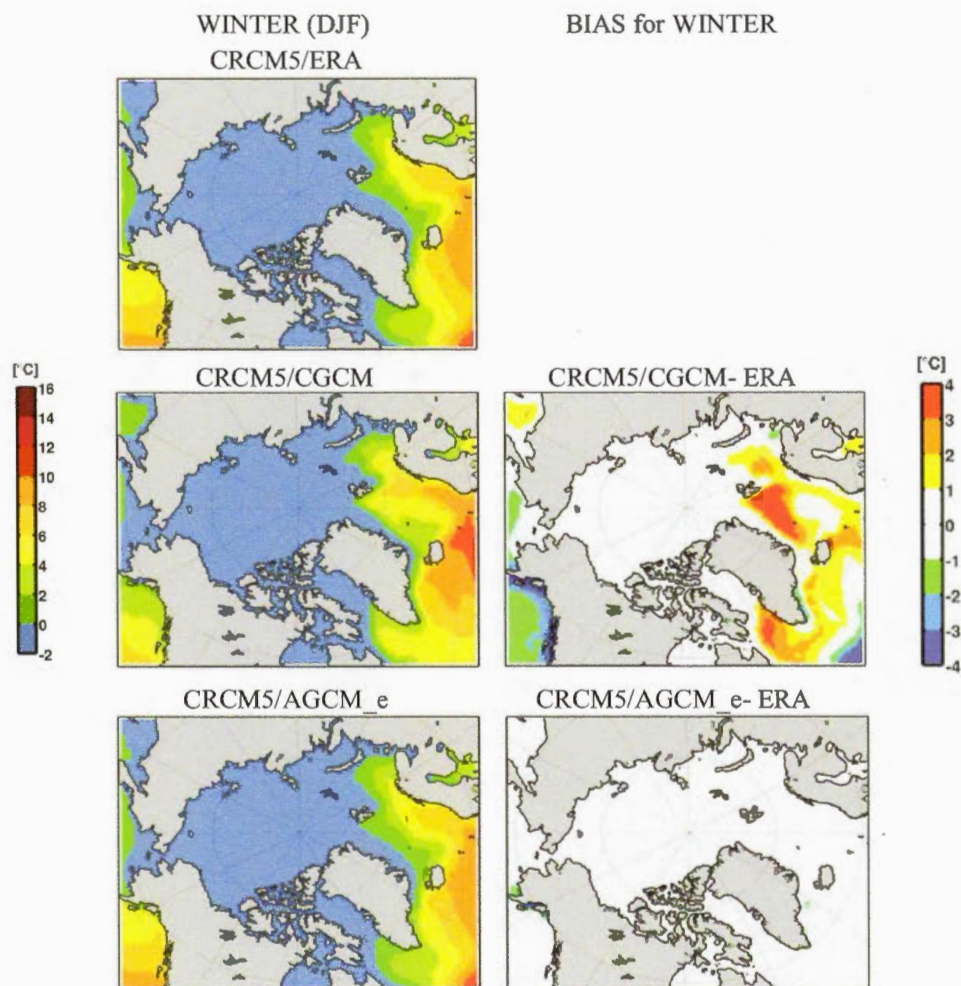 WINTER (DJF)
BIAS for WINTER
CRCM5/ERA
CRCM5/CGCM
CRCM5/CGCM- ERA
[°C]
16
14
12
10
8
6
4
2
0
-2
[°C]
4
3
2
1
0
-1
-2
-3
-4
CRCM5/AGCM_e
CRCM5/AGCM_e- ERA